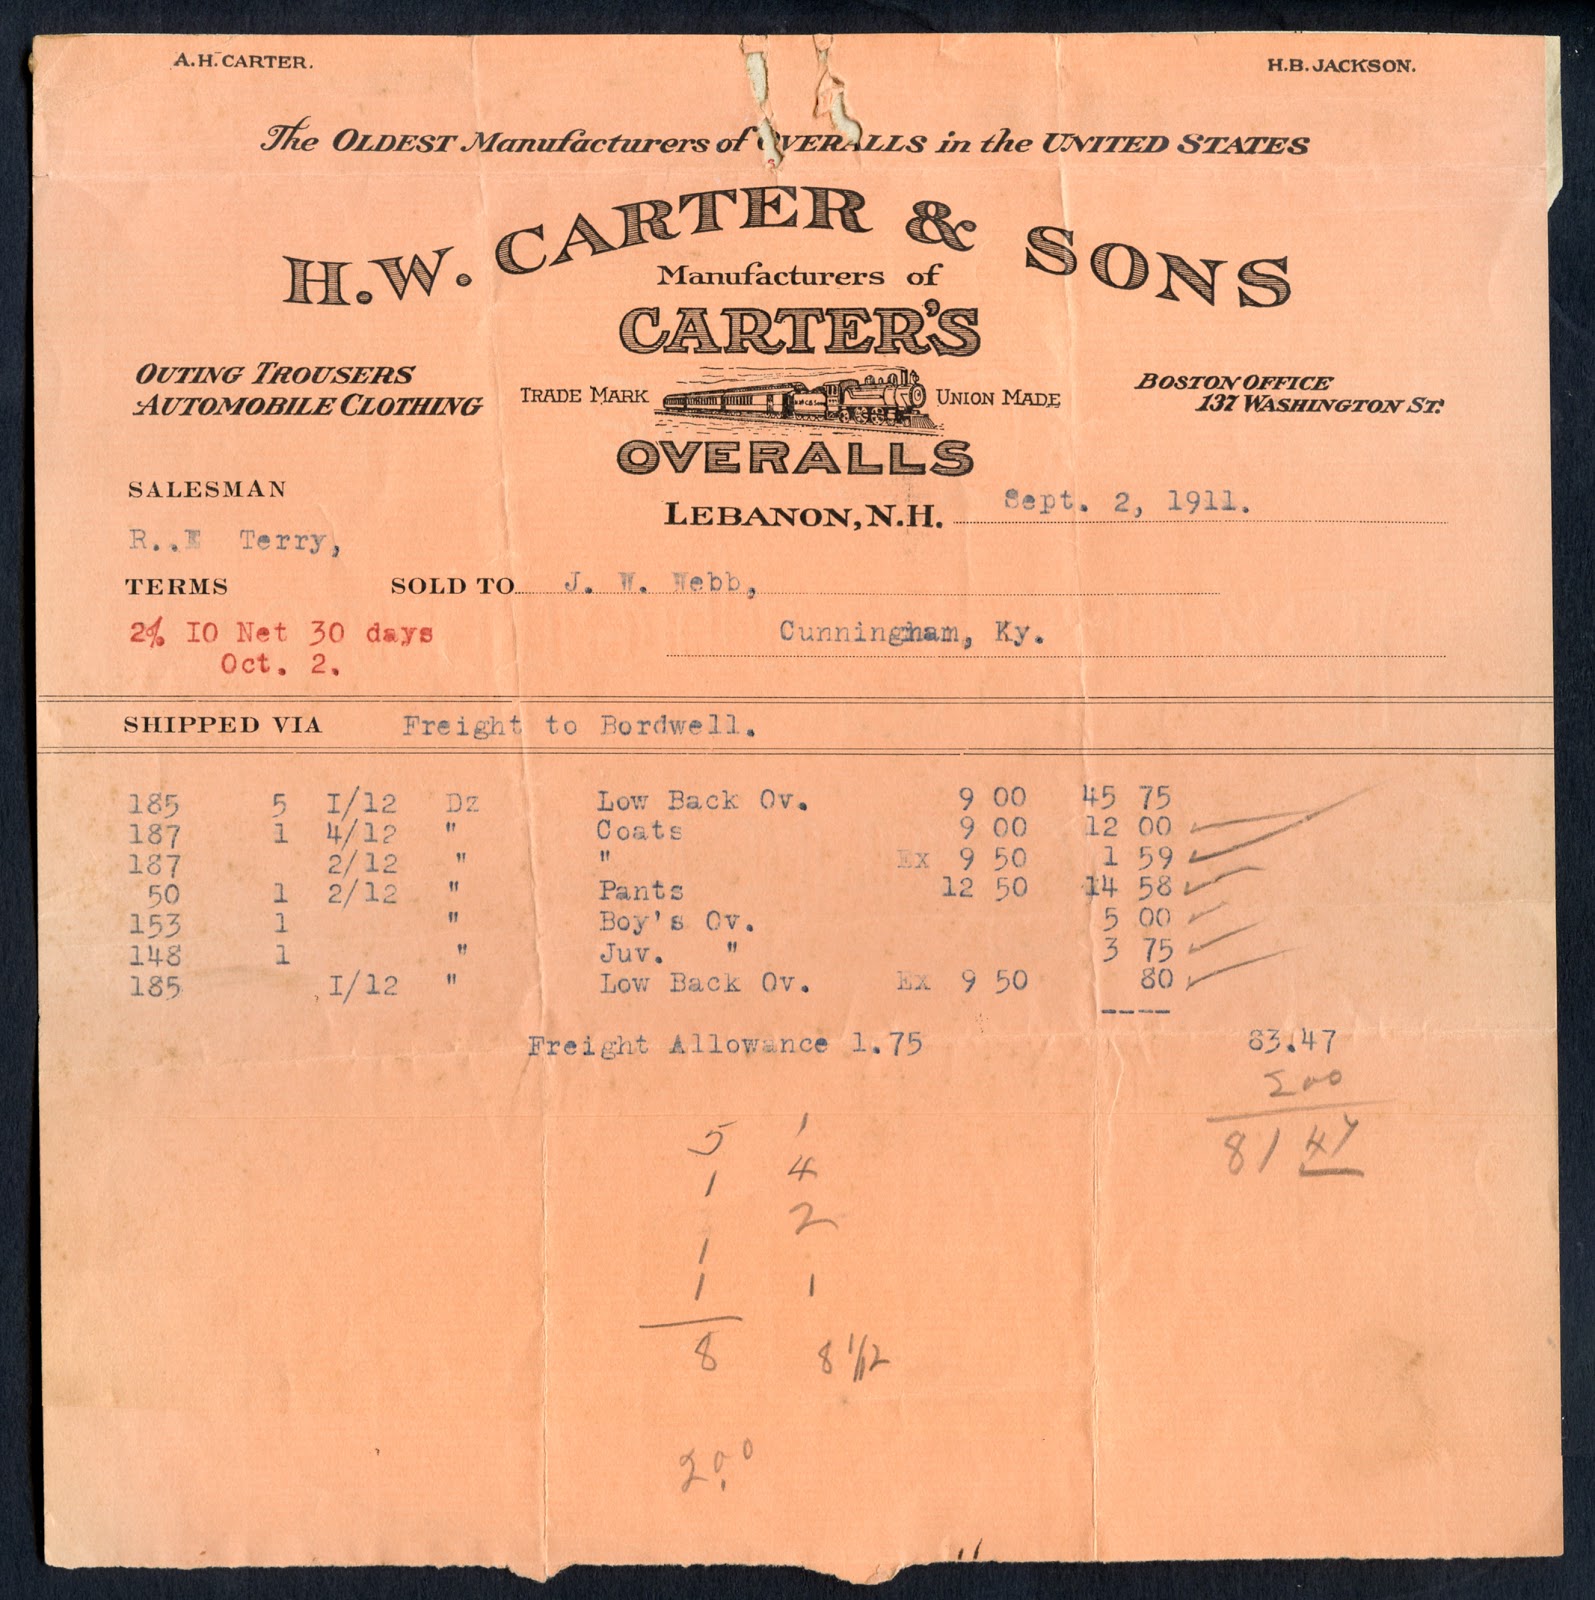 A.H. CARTER.
H.B. JACKSON.
The OLDEST Manufacturers of OVERALLS in the UNITED STATES
H.W. CARTER & SONS
Manufacturers of
CARTER'S
OUTING TROUSERS
AUTOMOBILE CLOTHING
TRADE MARK
UNION MADE
BOSTON OFFICE
137 WASHINGTON ST.
OVERALLS
SALESMAN
LEBANON, N.H. Sept. 2, 1911.
R..E Terry,
TERMS SOLD TO J. W. Webb,
2% 10 Net 30 days Cunningham, Ky.
Oct. 2.
SHIPPED VIA Freight to Bordwell.
185 5 1/12 Dz Low Back Ov. 9 00 45 75
187 1 4/12 " Coats 9 00 12 00
187 2/12 " " Ex 9 50 1 59
50 1 2/12 " Pants 12 50 14 58
153 1 " Boy's Ov. 5 00
148 1 " Juv. " 3 75
185 1/12 " Low Back Ov. Ex 9 50 80
----
Freight Allowance 1.75 83.47
2 00
81 47
5 1
1 4
2
1
1 1
8 8 1/12
2.00